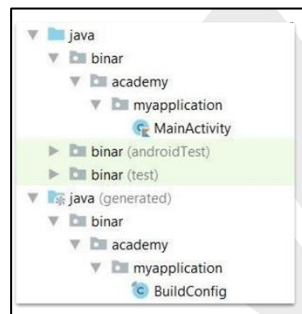 java
binar
academy
myapplication
MainActivity
binar (androidTest)
binar (test)
java (generated)
binar
academy
myapplication
BuildConfig